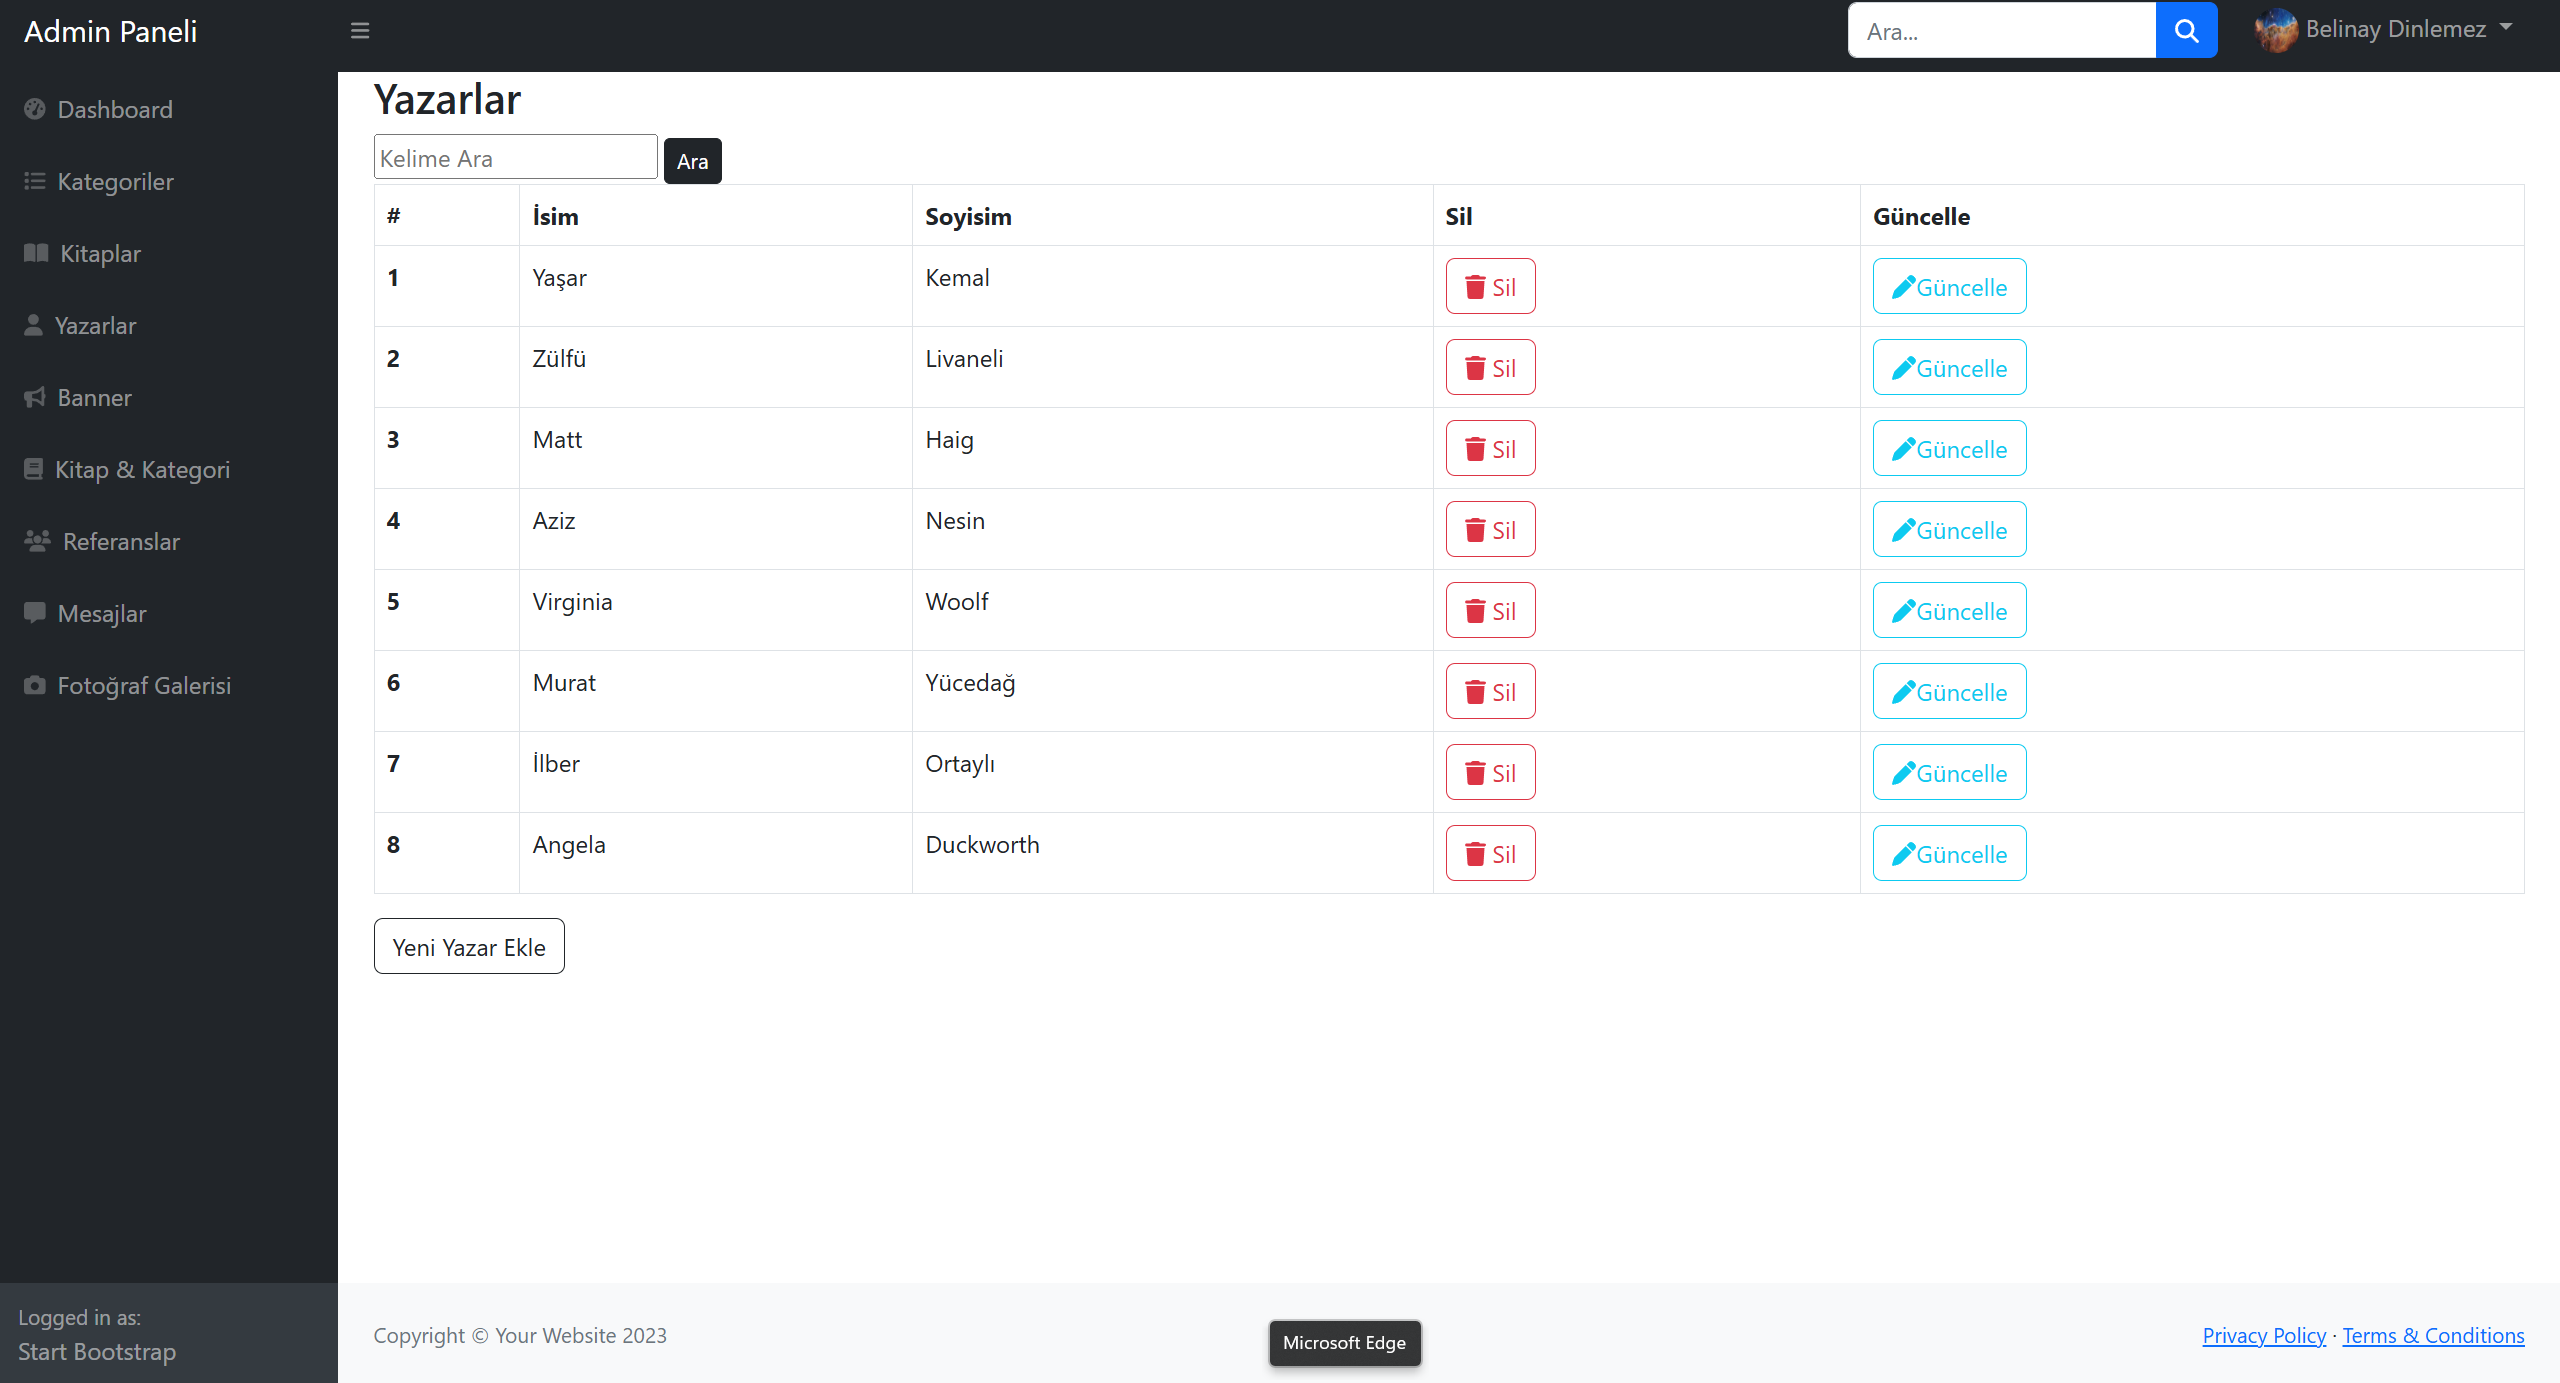 Admin Paneli
Ara...
Belinay Dinlemez
Dashboard
Kategoriler
Kitaplar
Yazarlar
Banner
Kitap & Kategori
Referanslar
Mesajlar
Fotoğraf Galerisi
Logged in as:
Start Bootstrap
Yazarlar
Kelime Ara
Ara
# İsim Soyisim Sil Güncelle
1 Yaşar Kemal Sil Güncelle
2 Zülfü Livaneli Sil Güncelle
3 Matt Haig Sil Güncelle
4 Aziz Nesin Sil Güncelle
5 Virginia Woolf Sil Güncelle
6 Murat Yücedağ Sil Güncelle
7 İlber Ortaylı Sil Güncelle
8 Angela Duckworth Sil Güncelle
Yeni Yazar Ekle
Copyright © Your Website 2023
Microsoft Edge
Privacy Policy · Terms & Conditions